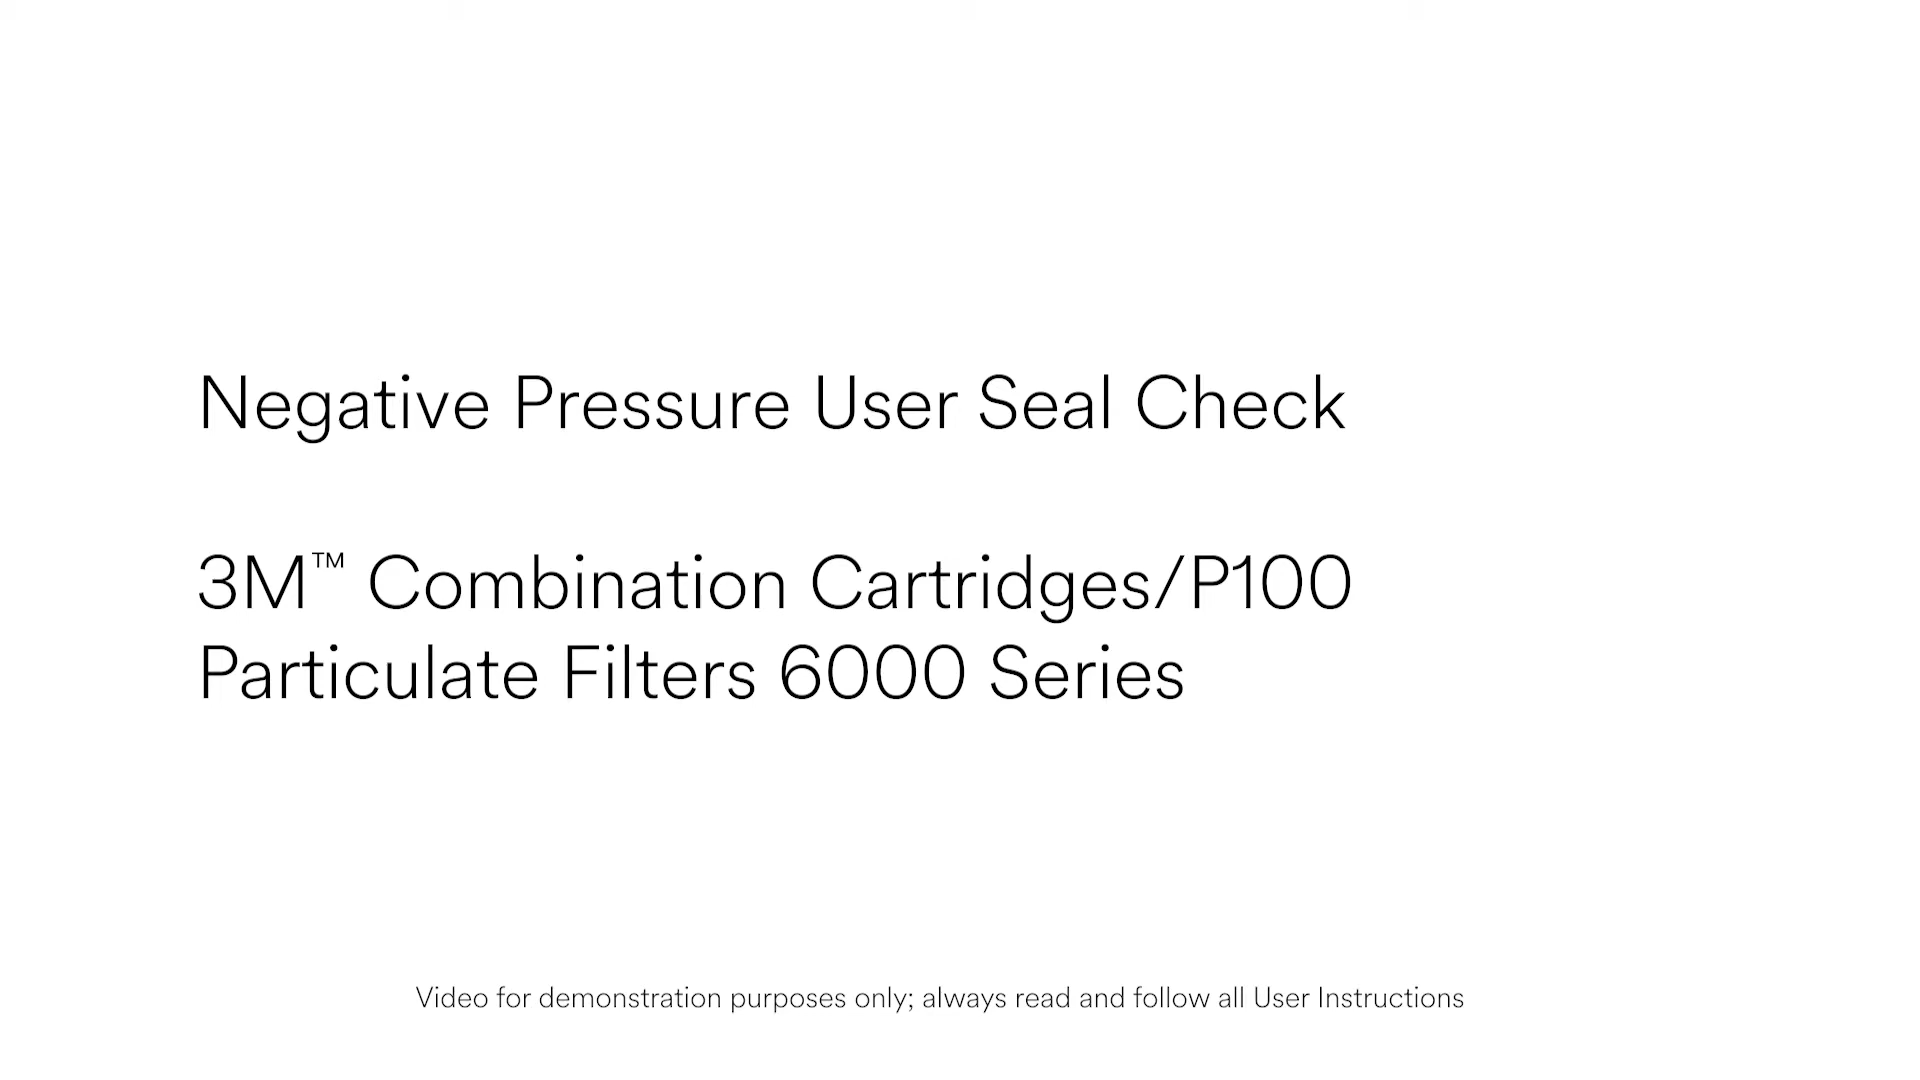 Negative Pressure User Seal Check
3M™ Combination Cartridges/P100
Particulate Filters 6000 Series
Video for demonstration purposes only; always read and follow all User Instructions